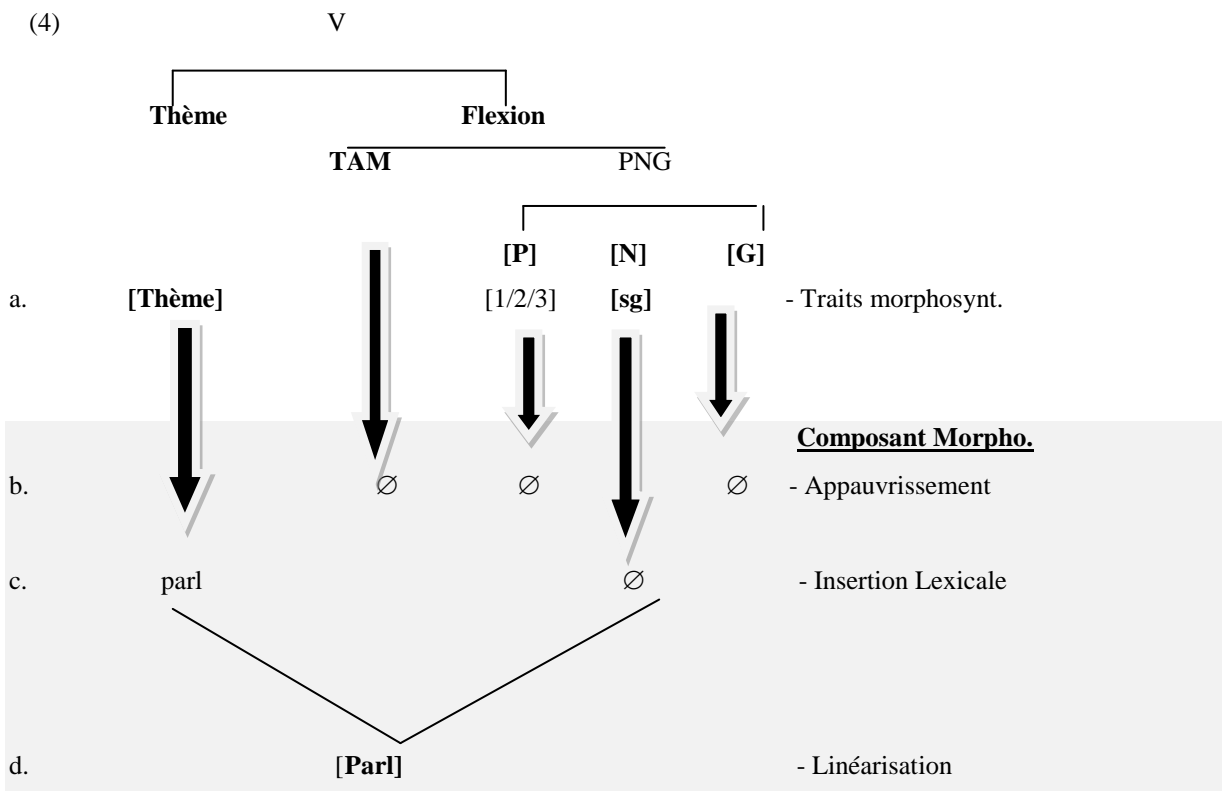 (4) V
Thème Flexion
TAM PNG
[P] [N] [G]
a. [Thème] [1/2/3] [sg] - Traits morphosynt.
Composant Morpho.
b. ∅ ∅ ∅ - Appauvrissement
c. parl ∅ - Insertion Lexicale
d. [Parl] - Linéarisation